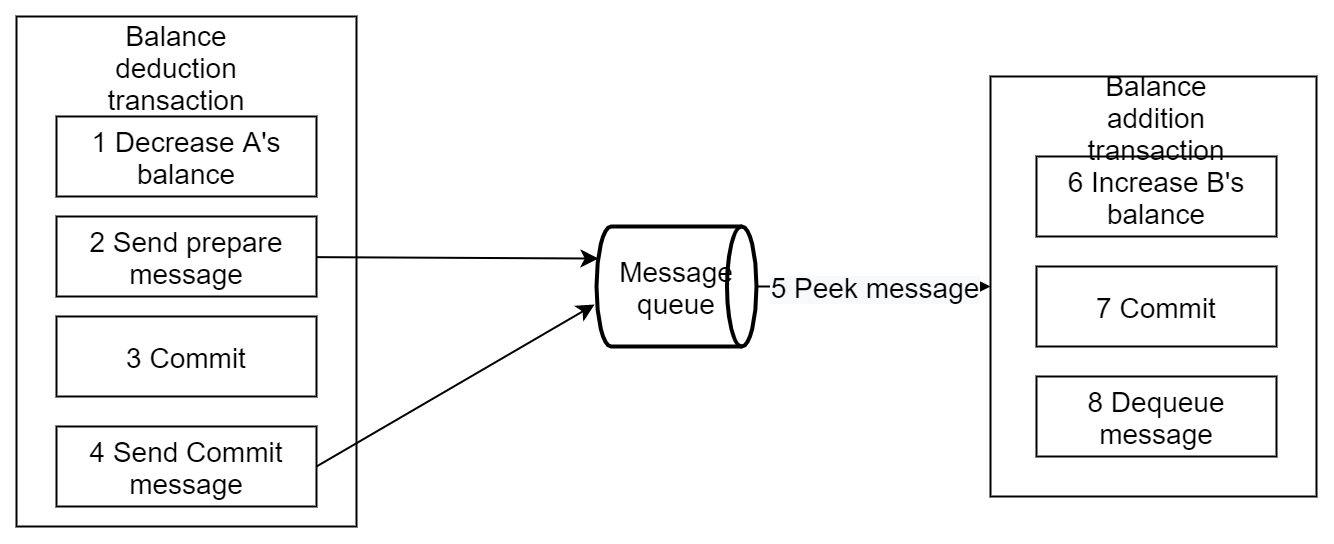 Balance
deduction
transaction
1 Decrease A's
balance
2 Send prepare
message
3 Commit
4 Send Commit
message
Message
queue
5 Peek message
Balance
addition
transaction
6 Increase B's
balance
7 Commit
8 Dequeue
message